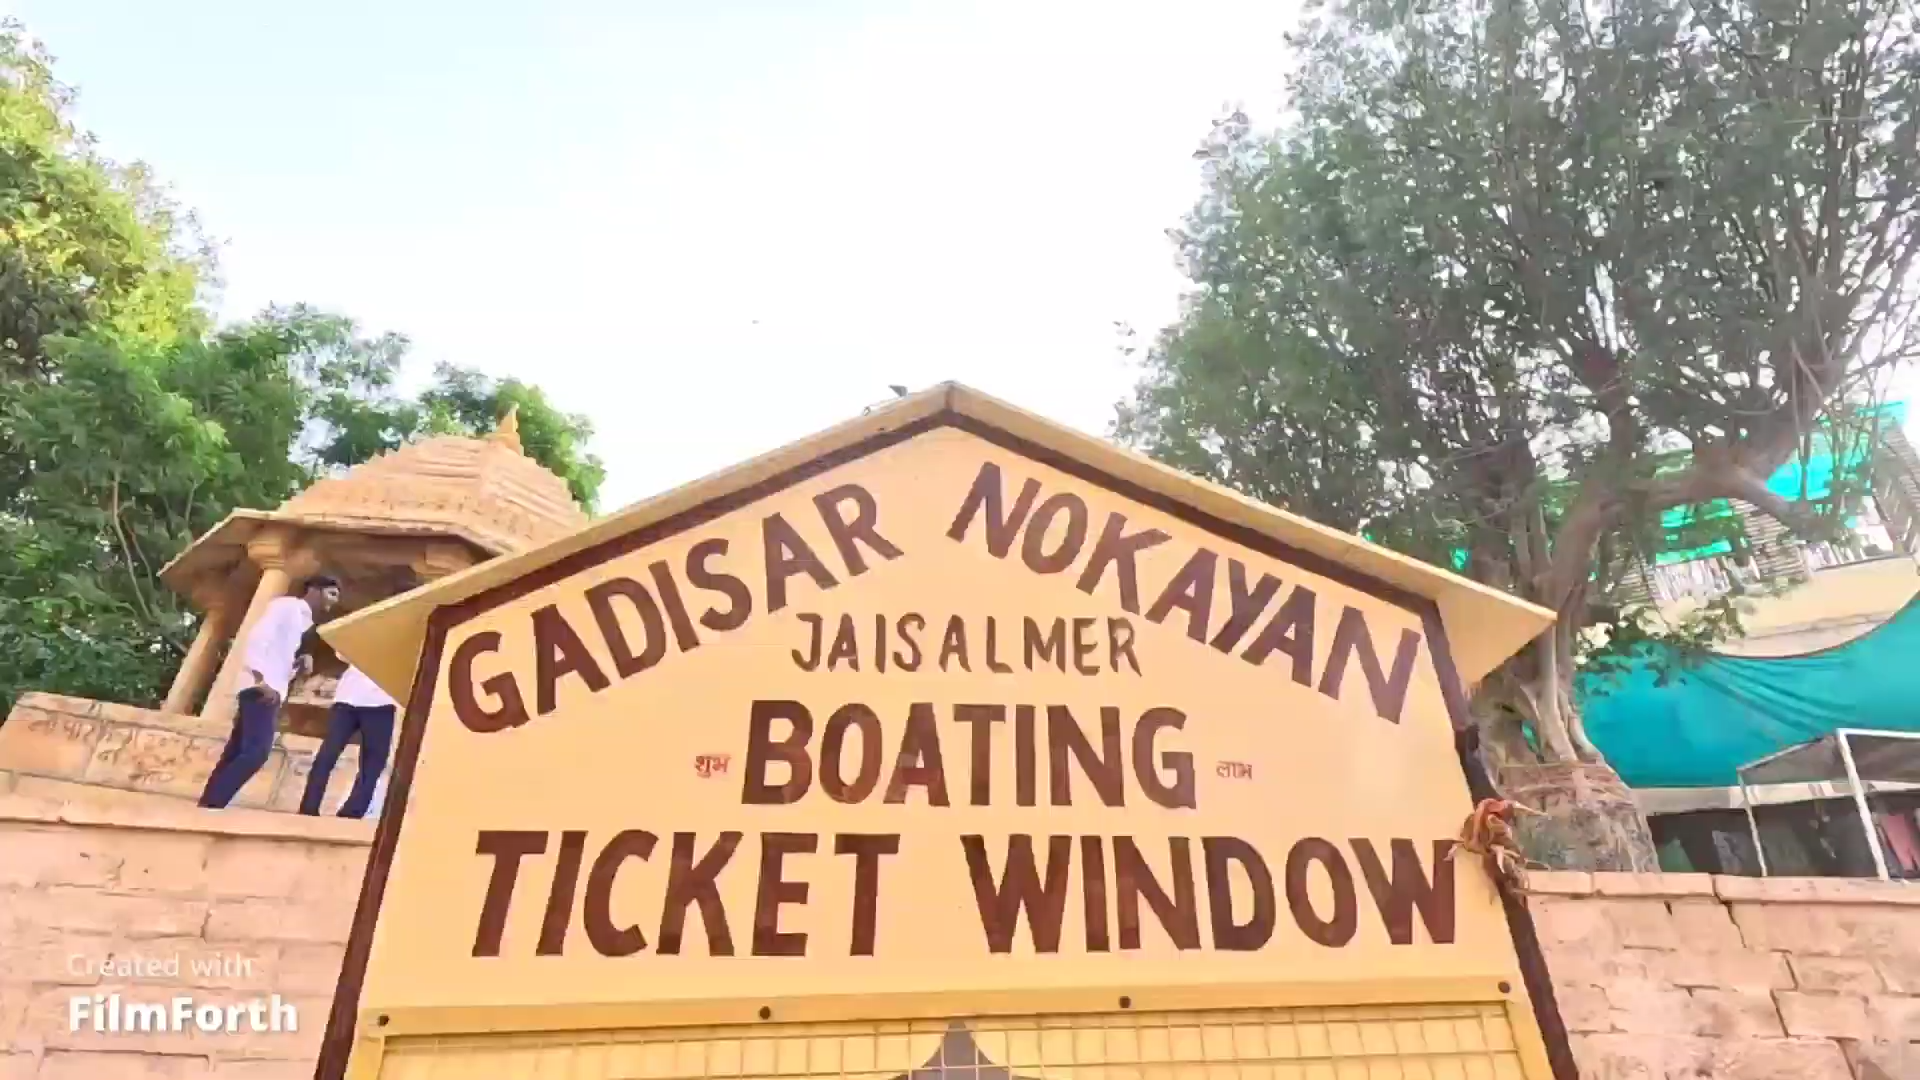 GADISAR NOKAYAN
JAISALMER
शुभ BOATING लाभ
TICKET WINDOW
Created with
FilmForth